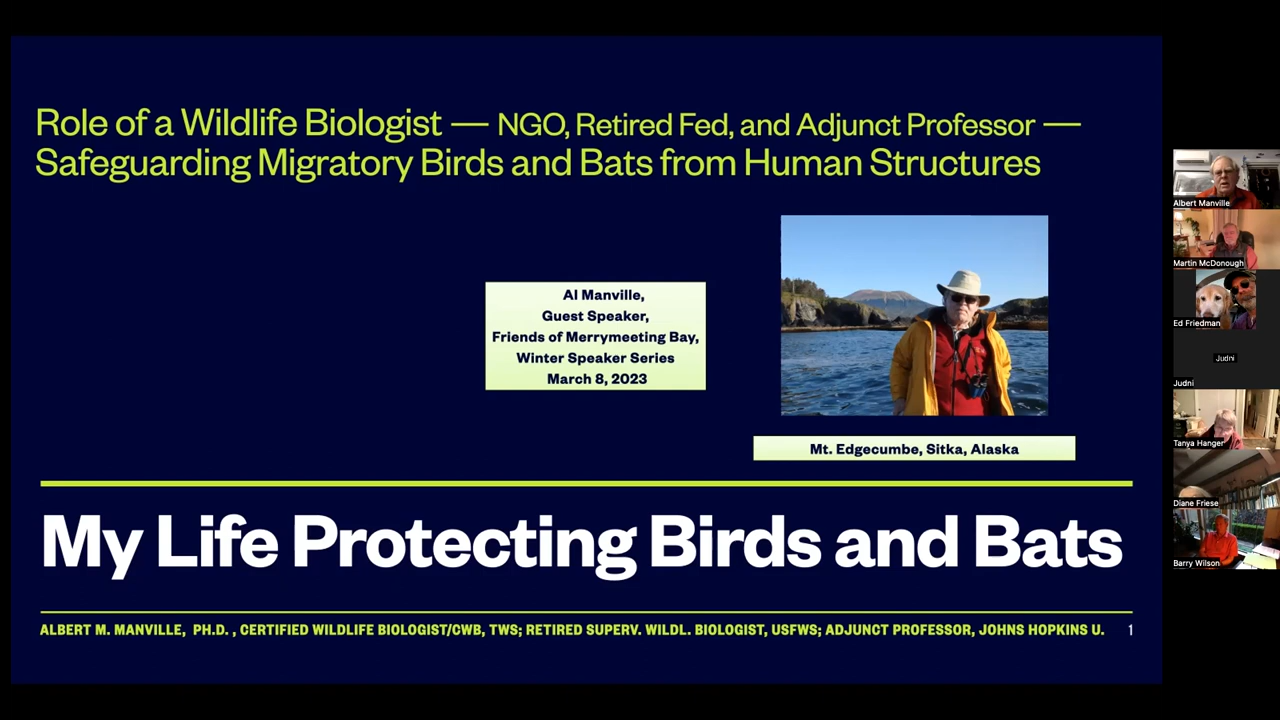 Role of a Wildlife Biologist — NGO, Retired Fed, and Adjunct Professor —
Safeguarding Migratory Birds and Bats from Human Structures
Al Manville,
Guest Speaker,
Friends of Merrymeeting Bay,
Winter Speaker Series
March 8, 2023
Mt. Edgecumbe, Sitka, Alaska
My Life Protecting Birds and Bats
ALBERT M. MANVILLE, PH.D. , CERTIFIED WILDLIFE BIOLOGIST/CWB, TWS; RETIRED SUPERV. WILDL. BIOLOGIST, USFWS; ADJUNCT PROFESSOR, JOHNS HOPKINS U. 1
Albert Manville
Martin McDonough
Ed Friedman
Judni
Judni
Tanya Hanger
Diane Friese
Barry Wilson